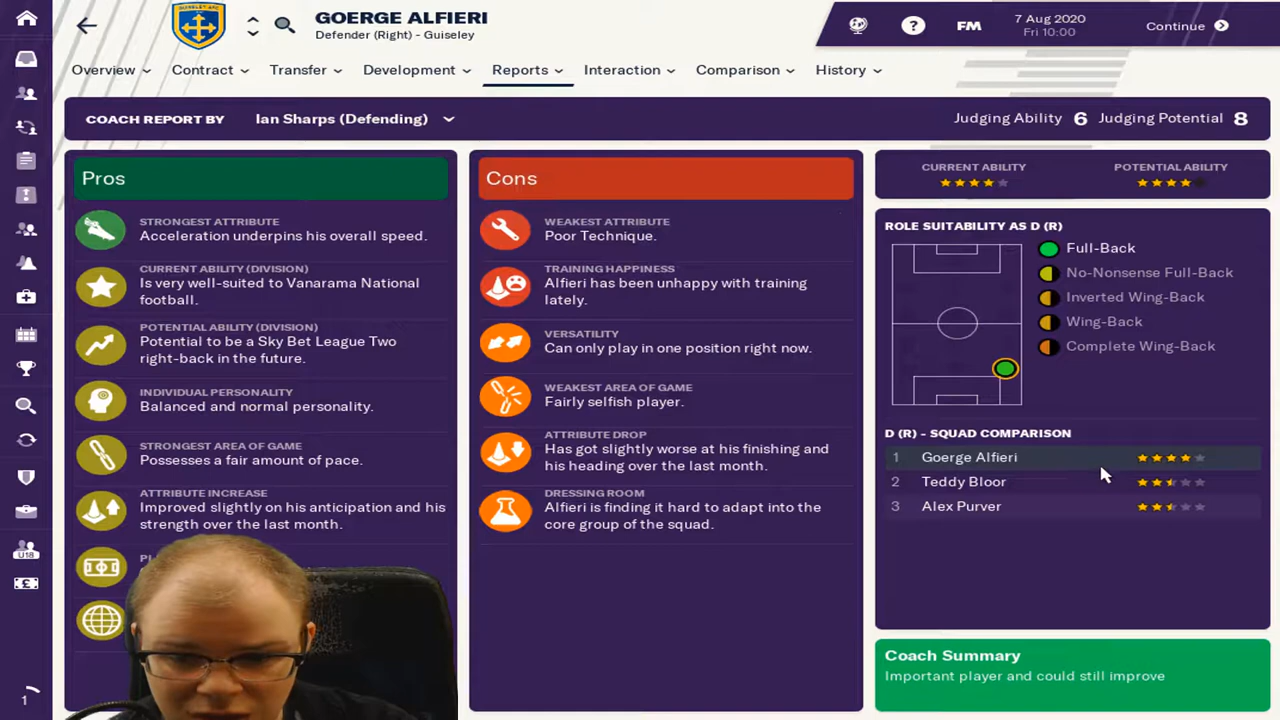 GUISELEY AFC
GOERGE ALFIERI
Defender (Right) - Guiseley
FM
7 Aug 2020
Fri 10:00
Continue
Overview
Contract
Transfer
Development
Reports
Interaction
Comparison
History
COACH REPORT BY
Ian Sharps (Defending)
Judging Ability 6
Judging Potential 8
Pros
STRONGEST ATTRIBUTE
Acceleration underpins his overall speed.
CURRENT ABILITY (DIVISION)
Is very well-suited to Vanarama National
football.
POTENTIAL ABILITY (DIVISION)
Potential to be a Sky Bet League Two
right-back in the future.
INDIVIDUAL PERSONALITY
Balanced and normal personality.
STRONGEST AREA OF GAME
Possesses a fair amount of pace.
ATTRIBUTE INCREASE
Improved slightly on his anticipation and his
strength over the last month.
Cons
WEAKEST ATTRIBUTE
Poor Technique.
TRAINING HAPPINESS
Alfieri has been unhappy with training
lately.
VERSATILITY
Can only play in one position right now.
WEAKEST AREA OF GAME
Fairly selfish player.
ATTRIBUTE DROP
Has got slightly worse at his finishing and
his heading over the last month.
DRESSING ROOM
Alfieri is finding it hard to adapt into the
core group of the squad.
CURRENT ABILITY
POTENTIAL ABILITY
ROLE SUITABILITY AS D (R)
Full-Back
No-Nonsense Full-Back
Inverted Wing-Back
Wing-Back
Complete Wing-Back
D (R) - SQUAD COMPARISON
1 Goerge Alfieri
2 Teddy Bloor
3 Alex Purver
Coach Summary
Important player and could still improve
U18
1